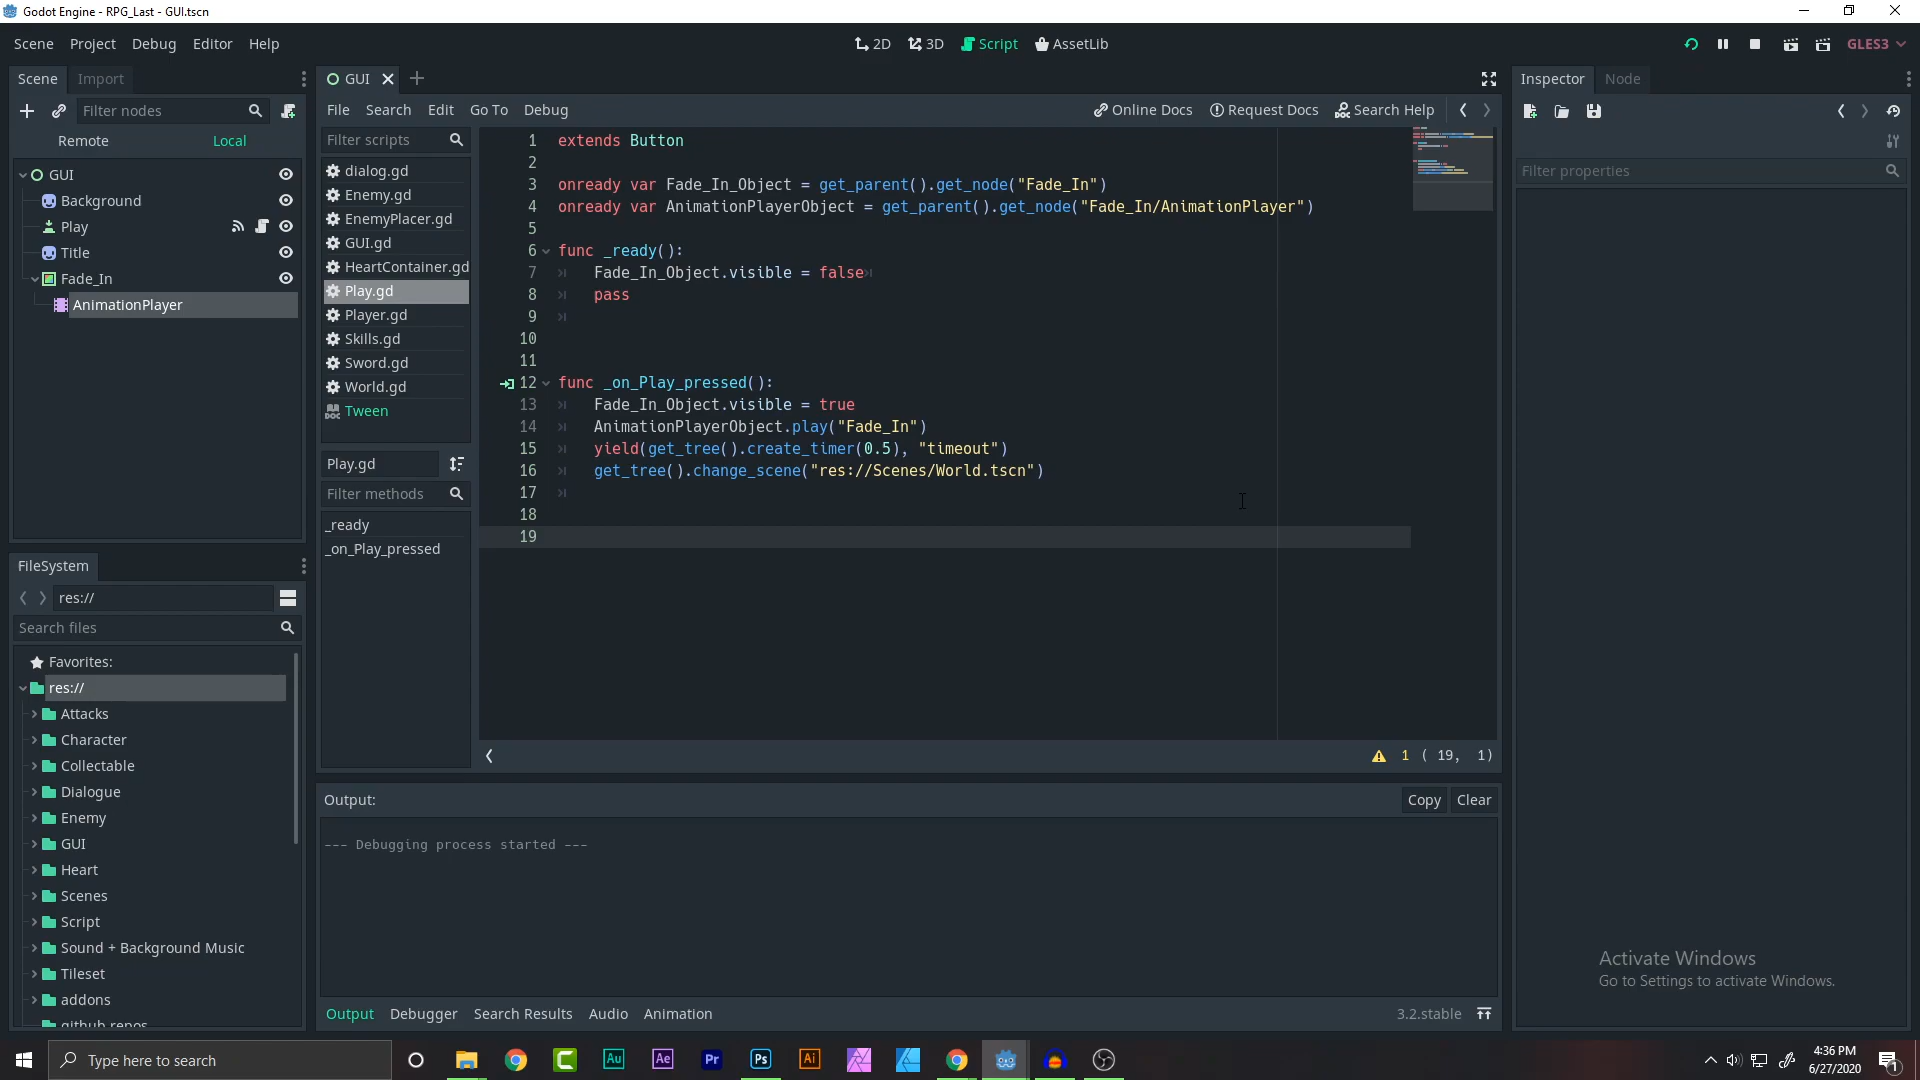 Godot Engine - RPG_Last - GUI.tscn
Scene Project Debug Editor Help
2D 3D Script AssetLib
GLES3
Scene Import
Filter nodes
Remote Local
GUI
Background
Play
Title
Fade_In
AnimationPlayer
FileSystem
res://
Search files
Favorites:
res://
Attacks
Character
Collectable
Dialogue
Enemy
GUI
Heart
Scenes
Script
Sound + Background Music
Tileset
addons
github repos
GUI
File Search Edit Go To Debug
Online Docs Request Docs Search Help
Filter scripts
dialog.gd
Enemy.gd
EnemyPlacer.gd
GUI.gd
HeartContainer.gd
Play.gd
Player.gd
Skills.gd
Sword.gd
World.gd
Tween
Play.gd
Filter methods
_ready
_on_Play_pressed
1 extends Button
2
3 onready var Fade_In_Object = get_parent().get_node("Fade_In")
4 onready var AnimationPlayerObject = get_parent().get_node("Fade_In/AnimationPlayer")
5
6 func _ready():
7 Fade_In_Object.visible = false
8 pass
9
10
11
12 func _on_Play_pressed():
13 Fade_In_Object.visible = true
14 AnimationPlayerObject.play("Fade_In")
15 yield(get_tree().create_timer(0.5), "timeout")
16 get_tree().change_scene("res://Scenes/World.tscn")
17
18
19
1 ( 19, 1)
Output:
Copy Clear
--- Debugging process started ---
Output Debugger Search Results Audio Animation
3.2.stable
Inspector Node
Filter properties
Activate Windows
Go to Settings to activate Windows.
Type here to search
Au Ae Pr Ps Ai
4:36 PM
6/27/2020
1